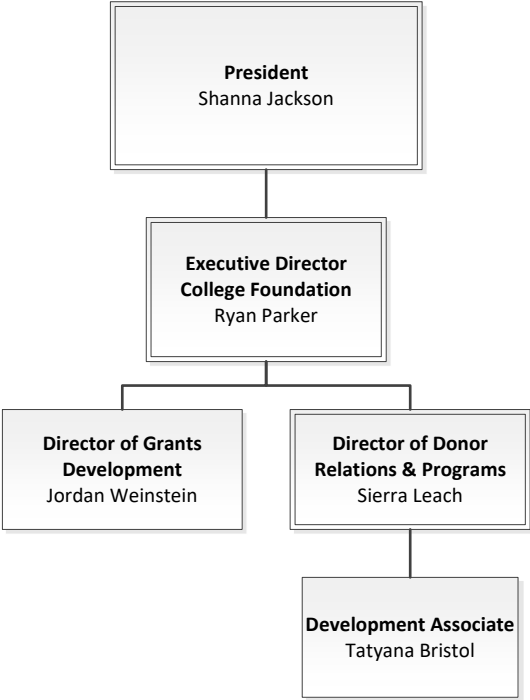 President
Shanna Jackson
Executive Director
College Foundation
Ryan Parker
Director of Grants
Development
Jordan Weinstein
Director of Donor
Relations & Programs
Sierra Leach
Development Associate
Tatyana Bristol